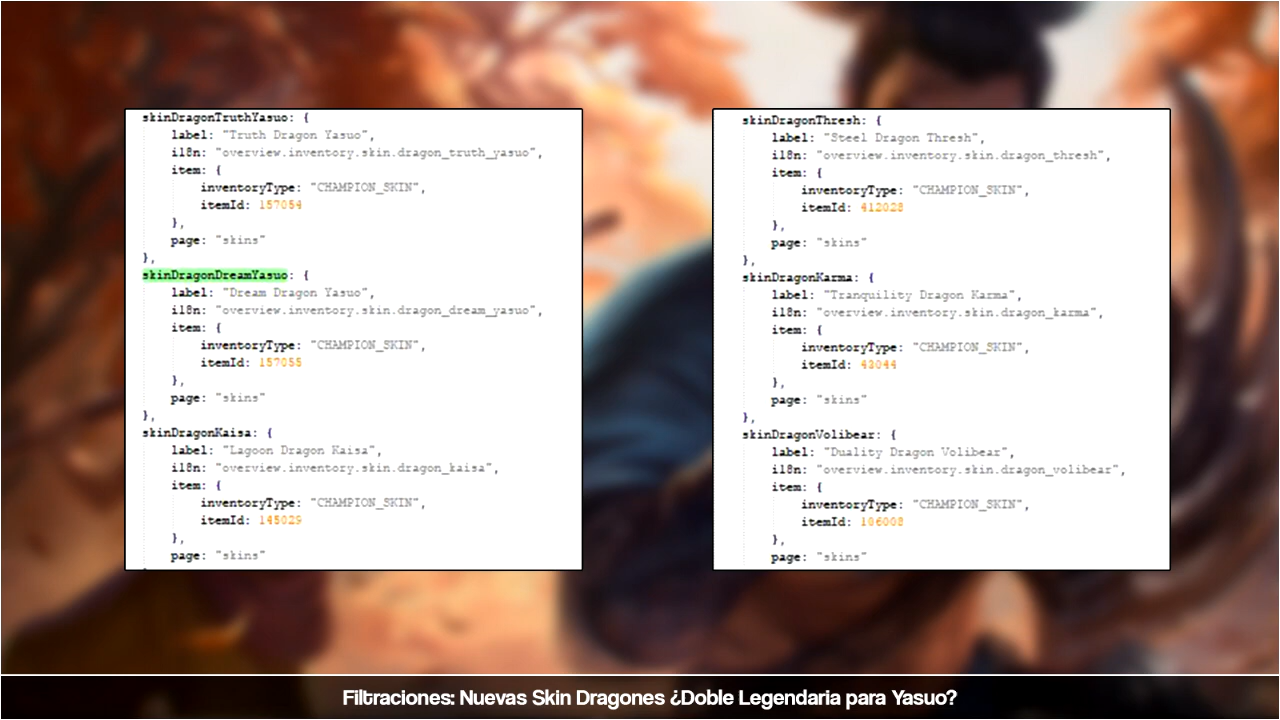 skinDragonTruthYasuo: {
label: "Truth Dragon Yasuo",
i18n: "overview.inventory.skin.dragon_truth_yasuo",
item: {
inventoryType: "CHAMPION_SKIN",
itemId: 157054
},
page: "skins"
},
skinDragonDreamYasuo: {
label: "Dream Dragon Yasuo",
i18n: "overview.inventory.skin.dragon_dream_yasuo",
item: {
inventoryType: "CHAMPION_SKIN",
itemId: 157055
},
page: "skins"
},
skinDragonKaisa: {
label: "Lagoon Dragon Kaisa",
i18n: "overview.inventory.skin.dragon_kaisa",
item: {
inventoryType: "CHAMPION_SKIN",
itemId: 145029
},
page: "skins"
skinDragonThresh: {
label: "Steel Dragon Thresh",
i18n: "overview.inventory.skin.dragon_thresh",
item: {
inventoryType: "CHAMPION_SKIN",
itemId: 412028
},
page: "skins"
},
skinDragonKarma: {
label: "Tranquility Dragon Karma",
i18n: "overview.inventory.skin.dragon_karma",
item: {
inventoryType: "CHAMPION_SKIN",
itemId: 43044
},
page: "skins"
},
skinDragonVolibear: {
label: "Duality Dragon Volibear",
i18n: "overview.inventory.skin.dragon_volibear",
item: {
inventoryType: "CHAMPION_SKIN",
itemId: 106008
},
page: "skins"
Filtraciones: Nuevas Skin Dragones ¿Doble Legendaria para Yasuo?